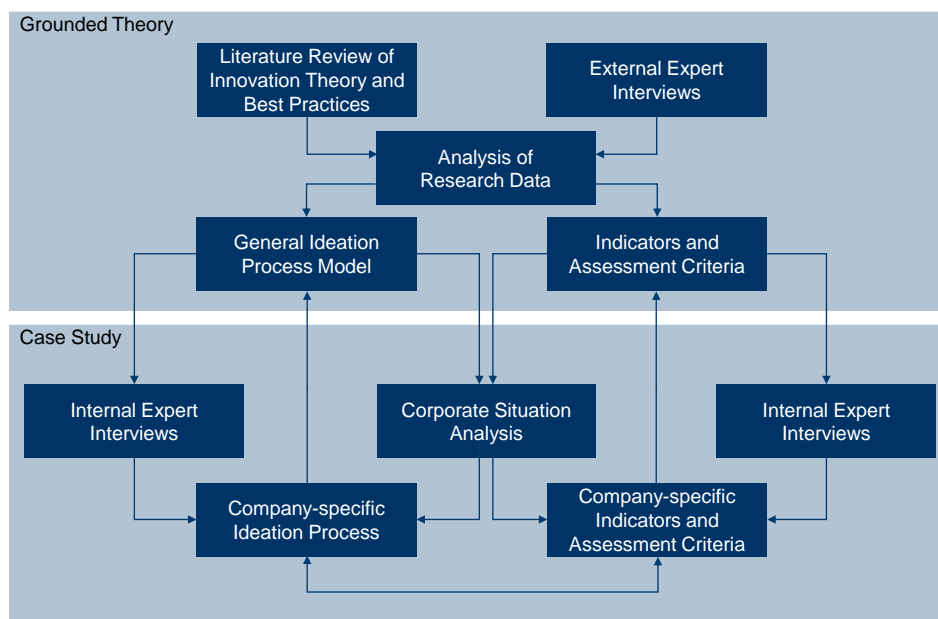 Grounded Theory
Literature Review of
Innovation Theory and
Best Practices
External Expert
Interviews
Analysis of
Research Data
General Ideation
Process Model
Indicators and
Assessment Criteria
Case Study
Internal Expert
Interviews
Corporate Situation
Analysis
Internal Expert
Interviews
Company-specific
Ideation Process
Company-specific
Indicators and
Assessment Criteria